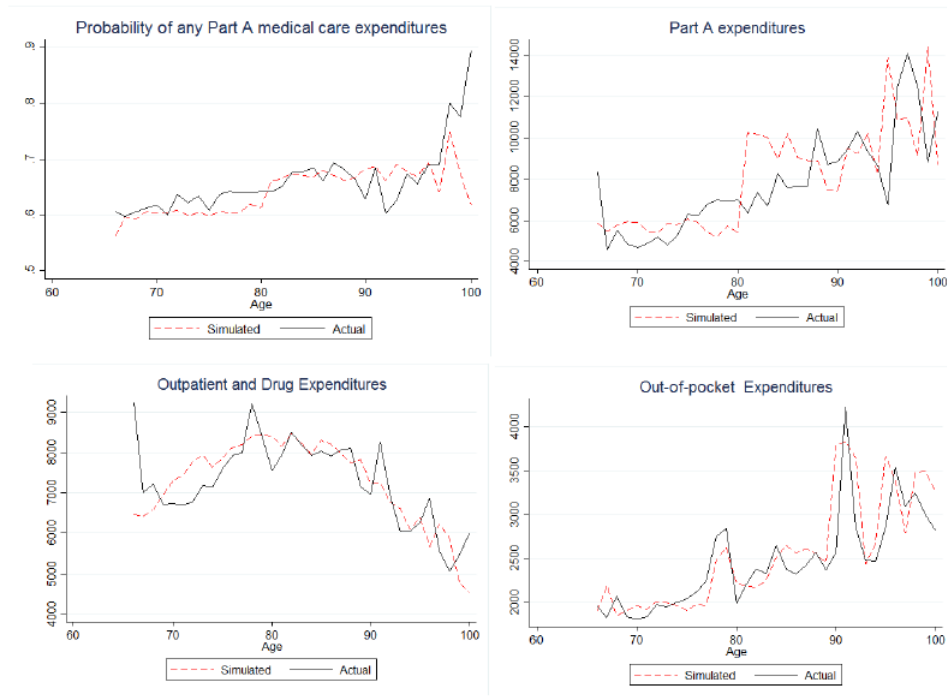 Probability of any Part A medical care expenditures
.9
.8
.7
.6
.5
60 70 80 90 100
Age
Simulated Actual
Part A expenditures
14000
12000
10000
8000
6000
4000
60 70 80 90 100
Age
Simulated Actual
Outpatient and Drug Expenditures
9000
8000
7000
6000
5000
4000
60 70 80 90 100
Age
Simulated Actual
Out-of-pocket Expenditures
4000
3500
3000
2500
2000
60 70 80 90 100
Age
Simulated Actual